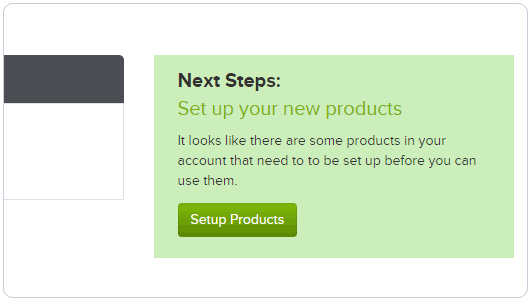 Next Steps:
Set up your new products
It looks like there are some products in your
account that need to to be set up before you can
use them.
Setup Products